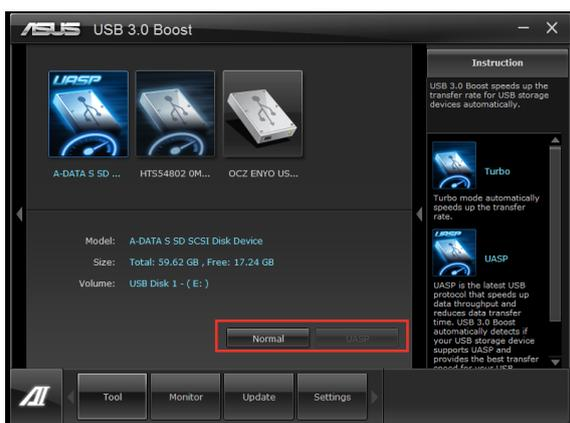 ASUS USB 3.0 Boost
UASP
A-DATA S SD ...
HTS54802 0M...
OCZ ENYO US...
Model: A-DATA S SD SCSI Disk Device
Size: Total: 59.62 GB , Free: 17.24 GB
Volume: USB Disk 1 - ( E: )
Normal
UASP
Instruction
USB 3.0 Boost speeds up the
transfer rate for USB storage
devices automatically.
Turbo
Turbo mode automatically
speeds up the transfer
rate.
UASP
UASP
UASP is the latest USB
protocol that speeds up
data throughput and
reduces data transfer
time. USB 3.0 Boost
automatically detects if
your USB storage device
supports UASP and
provides the best transfer
speed for your USB
AI
Tool
Monitor
Update
Settings